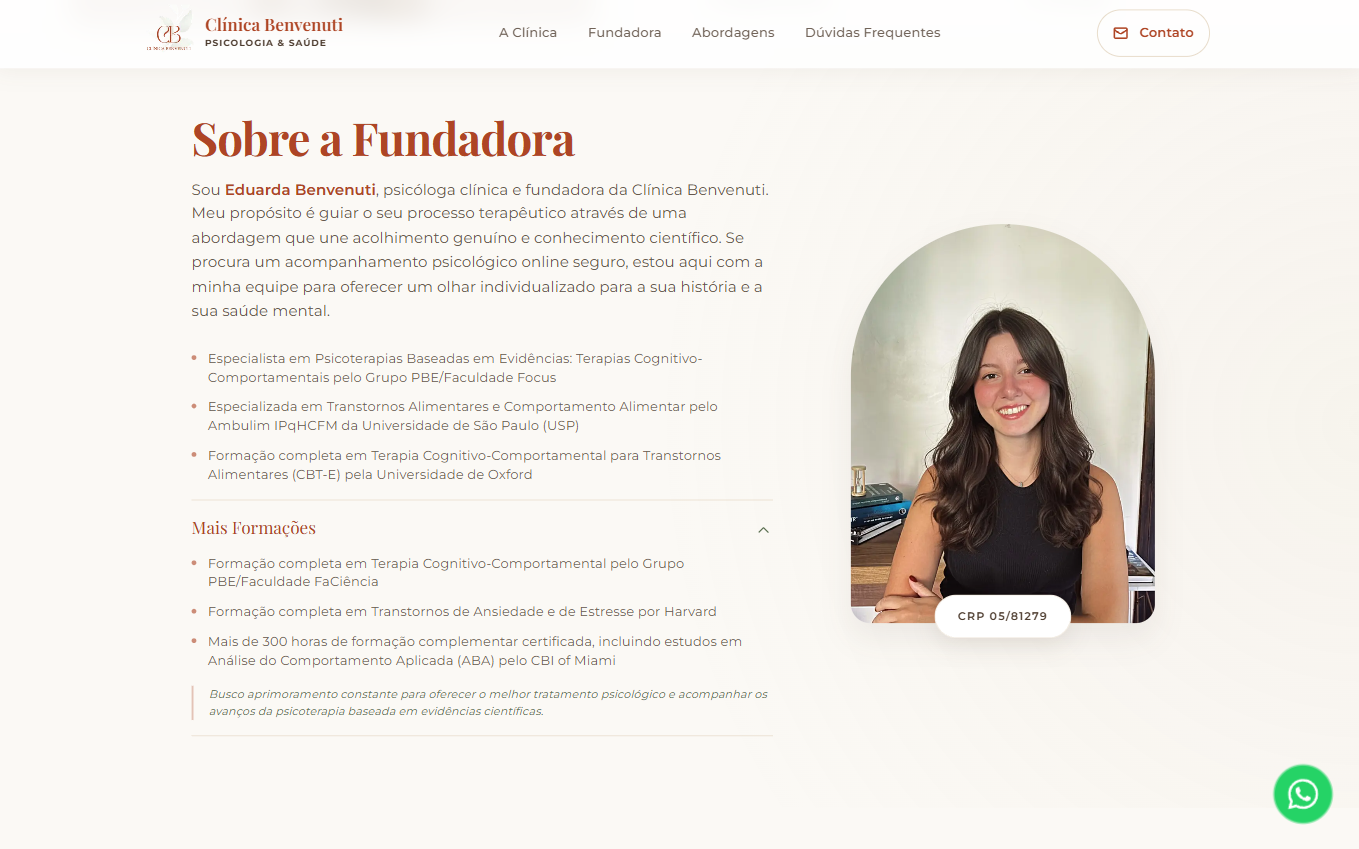 Clínica Benvenuti
PSICOLOGIA & SAÚDE
A Clínica
Fundadora
Abordagens
Dúvidas Frequentes
Contato
Sobre a Fundadora
Sou Eduarda Benvenuti, psicóloga clínica e fundadora da Clínica Benvenuti.
Meu propósito é guiar o seu processo terapêutico através de uma
abordagem que une acolhimento genuíno e conhecimento científico. Se
procura um acompanhamento psicológico online seguro, estou aqui com a
minha equipe para oferecer um olhar individualizado para a sua história e a
sua saúde mental.
Especialista em Psicoterapias Baseadas em Evidências: Terapias Cognitivo-
Comportamentais pelo Grupo PBE/Faculdade Focus
Especializada em Transtornos Alimentares e Comportamento Alimentar pelo
Ambulim IPqHCFM da Universidade de São Paulo (USP)
Formação completa em Terapia Cognitivo-Comportamental para Transtornos
Alimentares (CBT-E) pela Universidade de Oxford
Mais Formações
Formação completa em Terapia Cognitivo-Comportamental pelo Grupo
PBE/Faculdade FaCiência
Formação completa em Transtornos de Ansiedade e de Estresse por Harvard
Mais de 300 horas de formação complementar certificada, incluindo estudos em
Análise do Comportamento Aplicada (ABA) pelo CBI of Miami
Busco aprimoramento constante para oferecer o melhor tratamento psicológico e acompanhar os
avanços da psicoterapia baseada em evidências científicas.
CRP 05/81279